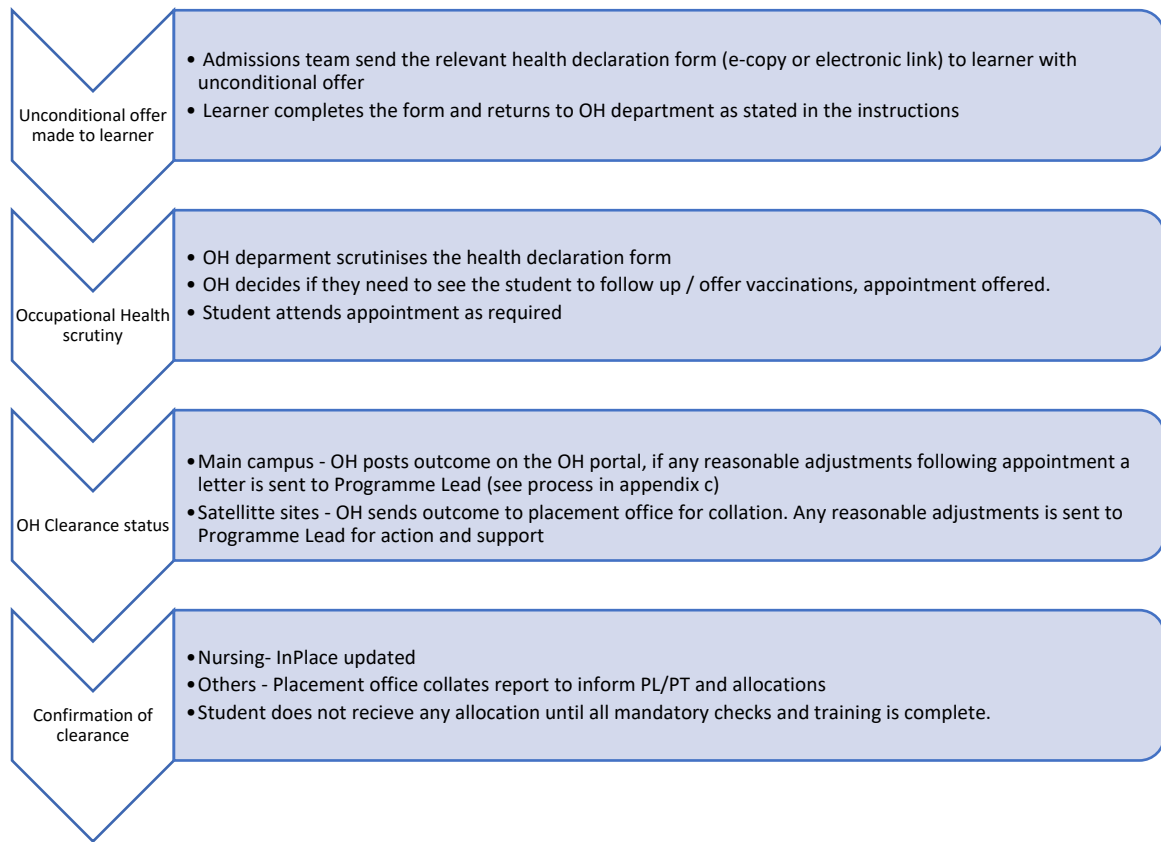 Unconditional offer
made to learner
• Admissions team send the relevant health declaration form (e-copy or electronic link) to learner with
unconditional offer
• Learner completes the form and returns to OH department as stated in the instructions
Occupational Health
scrutiny
• OH deparment scrutinises the health declaration form
• OH decides if they need to see the student to follow up / offer vaccinations, appointment offered.
• Student attends appointment as required
OH Clearance status
•Main campus - OH posts outcome on the OH portal, if any reasonable adjustments following appointment a
letter is sent to Programme Lead (see process in appendix c)
•Satellitte sites - OH sends outcome to placement office for collation. Any reasonable adjustments is sent to
Programme Lead for action and support
Confirmation of
clearance
•Nursing- InPlace updated
•Others - Placement office collates report to inform PL/PT and allocations
•Student does not recieve any allocation until all mandatory checks and training is complete.